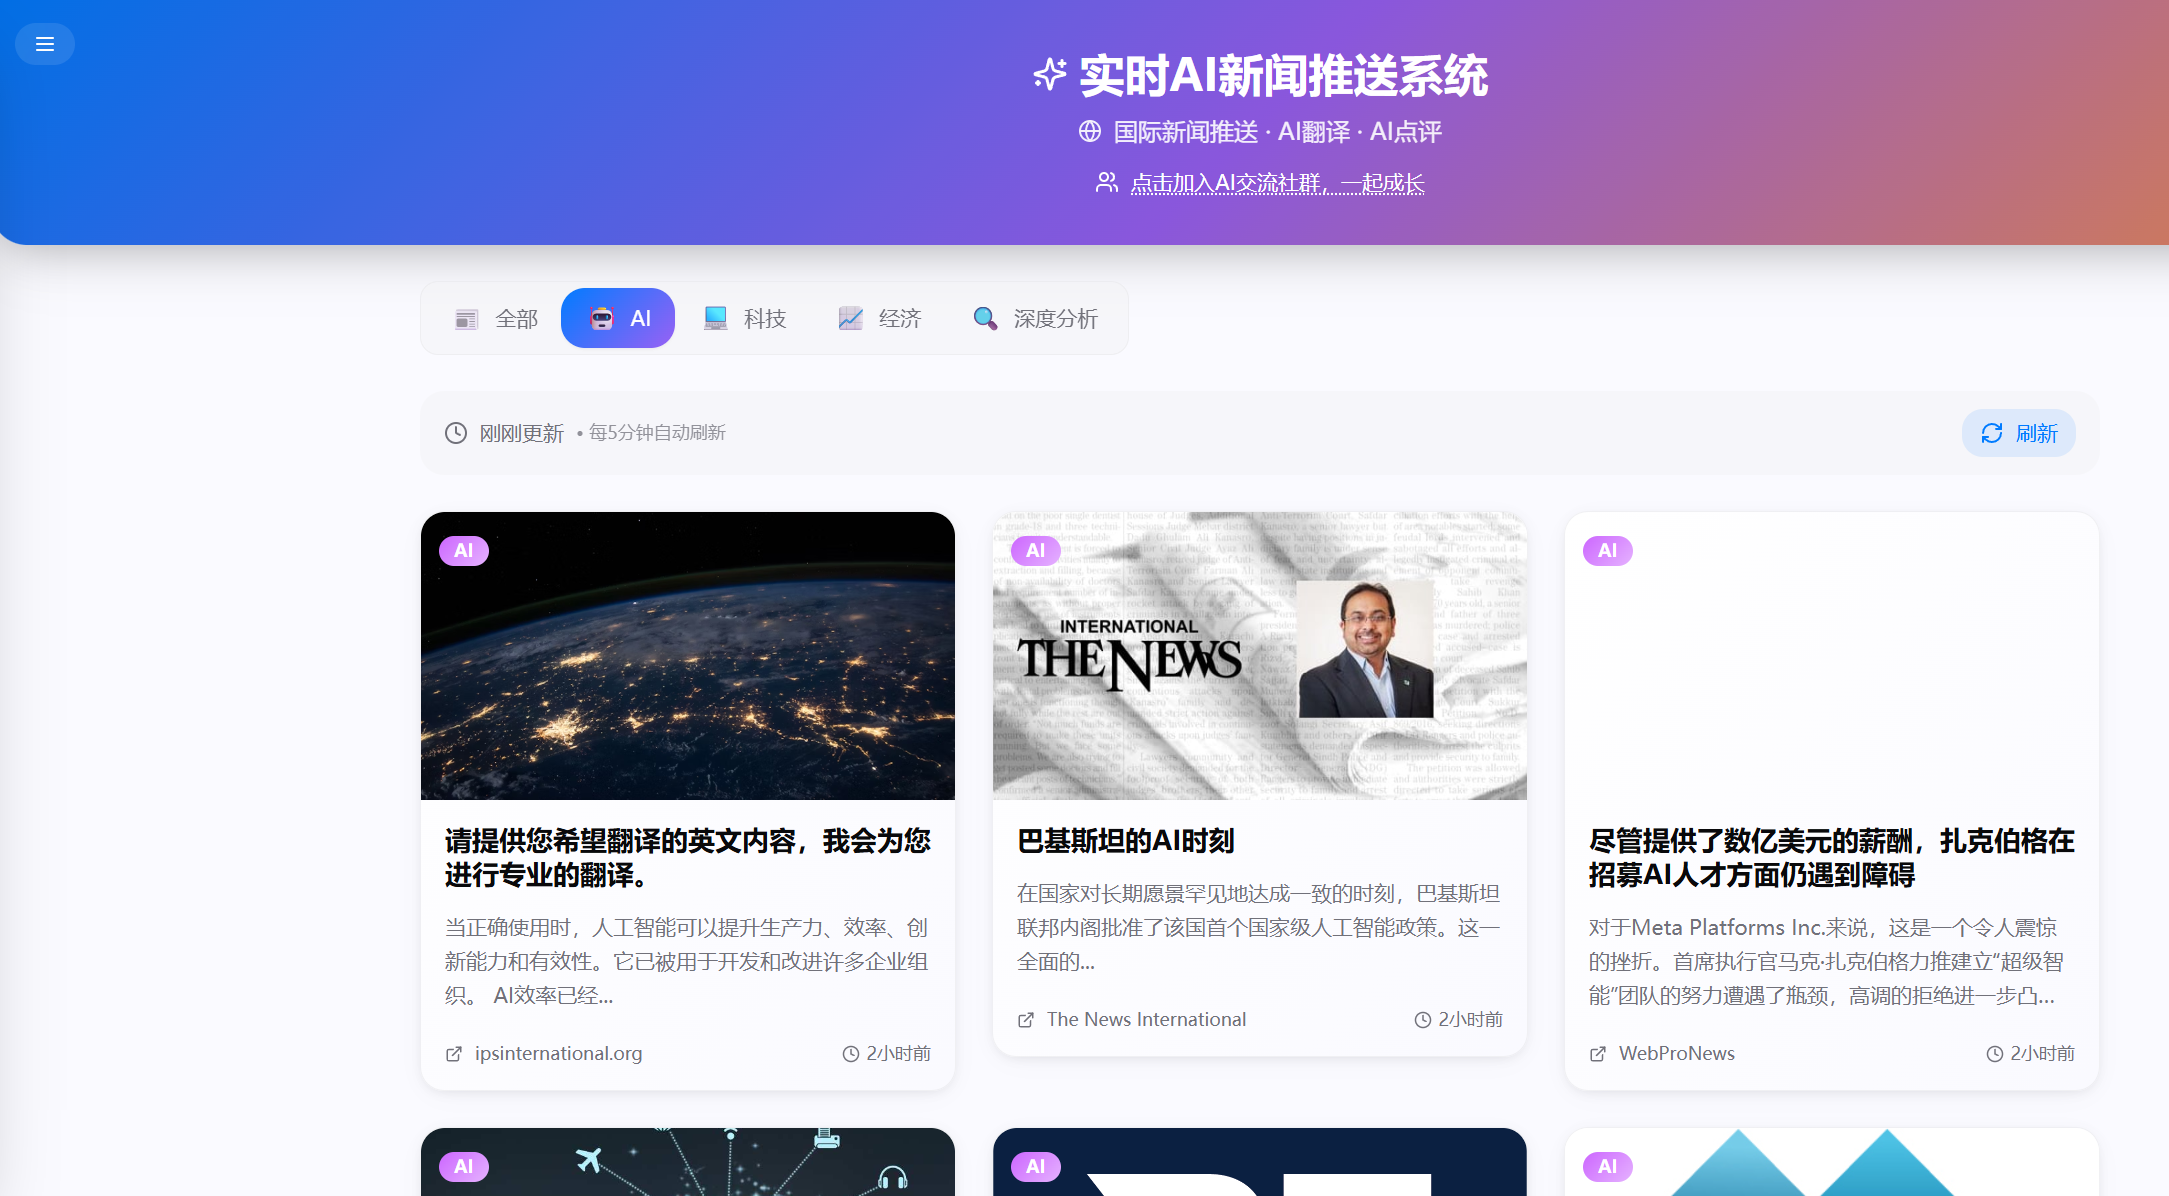 实时AI新闻推送系统
国际新闻推送 · AI翻译 · AI点评
点击加入AI交流社群，一起成长
全部
AI
科技
经济
深度分析
刚刚更新
• 每5分钟自动刷新
刷新
AI
请提供您希望翻译的英文内容，我会为您
进行专业的翻译。
当正确使用时，人工智能可以提升生产力、效率、创
新能力和有效性。它已被用于开发和改进许多企业组
织。 AI效率已经...
ipsinternational.org
2小时前
AI
INTERNATIONAL
THE NEWS
巴基斯坦的AI时刻
在国家对长期愿景罕见地达成一致的时刻，巴基斯坦
联邦内阁批准了该国首个国家级人工智能政策。这一
全面的...
The News International
2小时前
AI
尽管提供了数亿美元的薪酬，扎克伯格在
招募AI人才方面仍遇到障碍
对于Meta Platforms Inc.来说，这是一个令人震惊
的挫折。首席执行官马克·扎克伯格力推建立“超级智
能”团队的努力遭遇了瓶颈，高调的拒绝进一步凸...
WebProNews
2小时前
AI
AI
AI